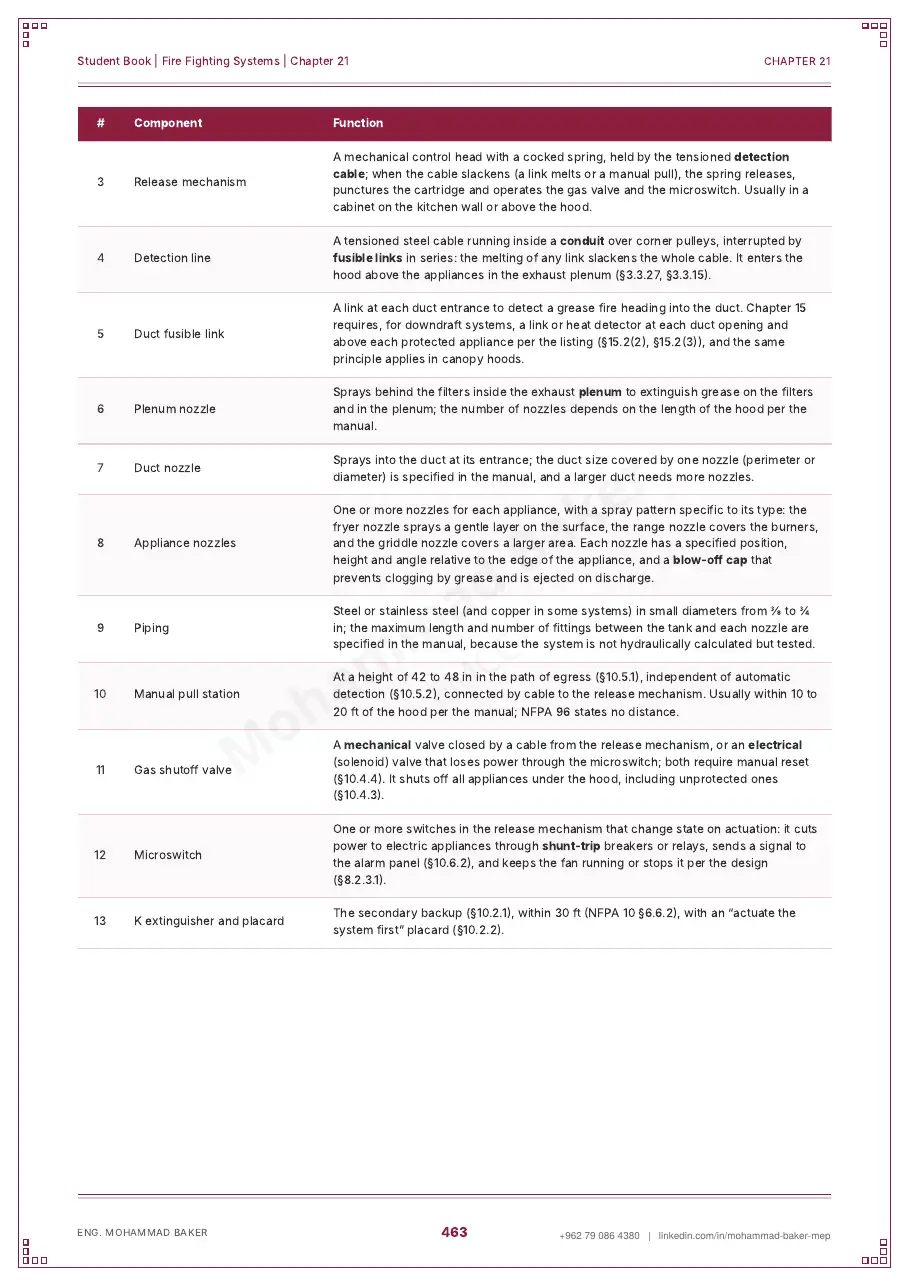 Student Book | Fire Fighting Systems | Chapter 21
CHAPTER 21
# Component Function
3 Release mechanism
A mechanical control head with a cocked spring, held by the tensioned detection
cable; when the cable slackens (a link melts or a manual pull), the spring releases,
punctures the cartridge and operates the gas valve and the microswitch. Usually in a
cabinet on the kitchen wall or above the hood.
4 Detection line
A tensioned steel cable running inside a conduit over corner pulleys, interrupted by
fusible links in series: the melting of any link slackens the whole cable. It enters the
hood above the appliances in the exhaust plenum (§3.3.27, §3.3.15).
5 Duct fusible link
A link at each duct entrance to detect a grease fire heading into the duct. Chapter 15
requires, for downdraft systems, a link or heat detector at each duct opening and
above each protected appliance per the listing (§15.2(2), §15.2(3)), and the same
principle applies in canopy hoods.
6 Plenum nozzle
Sprays behind the filters inside the exhaust plenum to extinguish grease on the filters
and in the plenum; the number of nozzles depends on the length of the hood per the
manual.
7 Duct nozzle
Sprays into the duct at its entrance; the duct size covered by one nozzle (perimeter or
diameter) is specified in the manual, and a larger duct needs more nozzles.
8 Appliance nozzles
One or more nozzles for each appliance, with a spray pattern specific to its type: the
fryer nozzle sprays a gentle layer on the surface, the range nozzle covers the burners,
and the griddle nozzle covers a larger area. Each nozzle has a specified position,
height and angle relative to the edge of the appliance, and a blow-off cap that
prevents clogging by grease and is ejected on discharge.
9 Piping
Steel or stainless steel (and copper in some systems) in small diameters from ⅜ to ¾
in; the maximum length and number of fittings between the tank and each nozzle are
specified in the manual, because the system is not hydraulically calculated but tested.
10 Manual pull station
At a height of 42 to 48 in in the path of egress (§10.5.1), independent of automatic
detection (§10.5.2), connected by cable to the release mechanism. Usually within 10 to
20 ft of the hood per the manual; NFPA 96 states no distance.
11 Gas shutoff valve
A mechanical valve closed by a cable from the release mechanism, or an electrical
(solenoid) valve that loses power through the microswitch; both require manual reset
(§10.4.4). It shuts off all appliances under the hood, including unprotected ones
(§10.4.3).
12 Microswitch
One or more switches in the release mechanism that change state on actuation: it cuts
power to electric appliances through shunt-trip breakers or relays, sends a signal to
the alarm panel (§10.6.2), and keeps the fan running or stops it per the design
(§8.2.3.1).
13 K extinguisher and placard
The secondary backup (§10.2.1), within 30 ft (NFPA 10 §6.6.2), with an “actuate the
system first” placard (§10.2.2).
ENG. MOHAMMAD BAKER
463
+962 79 086 4380 | linkedin.com/in/mohammad-baker-mep